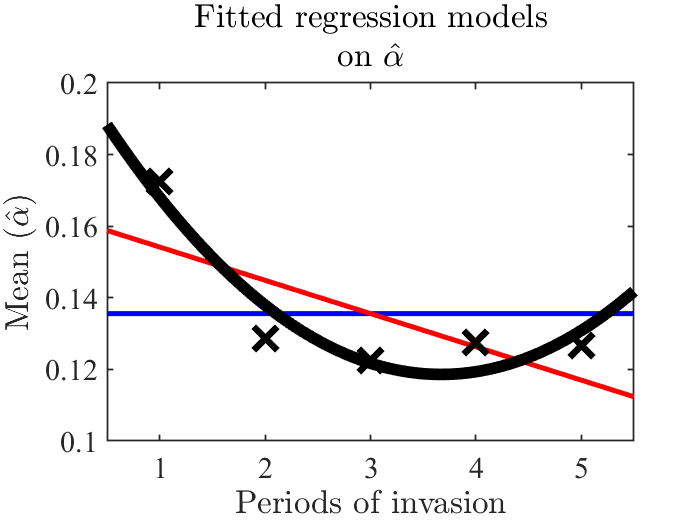 Fitted regression models
on α̂
0.2
0.18
0.16
0.14
0.12
0.1
Mean (α̂)
1 2 3 4 5
Periods of invasion